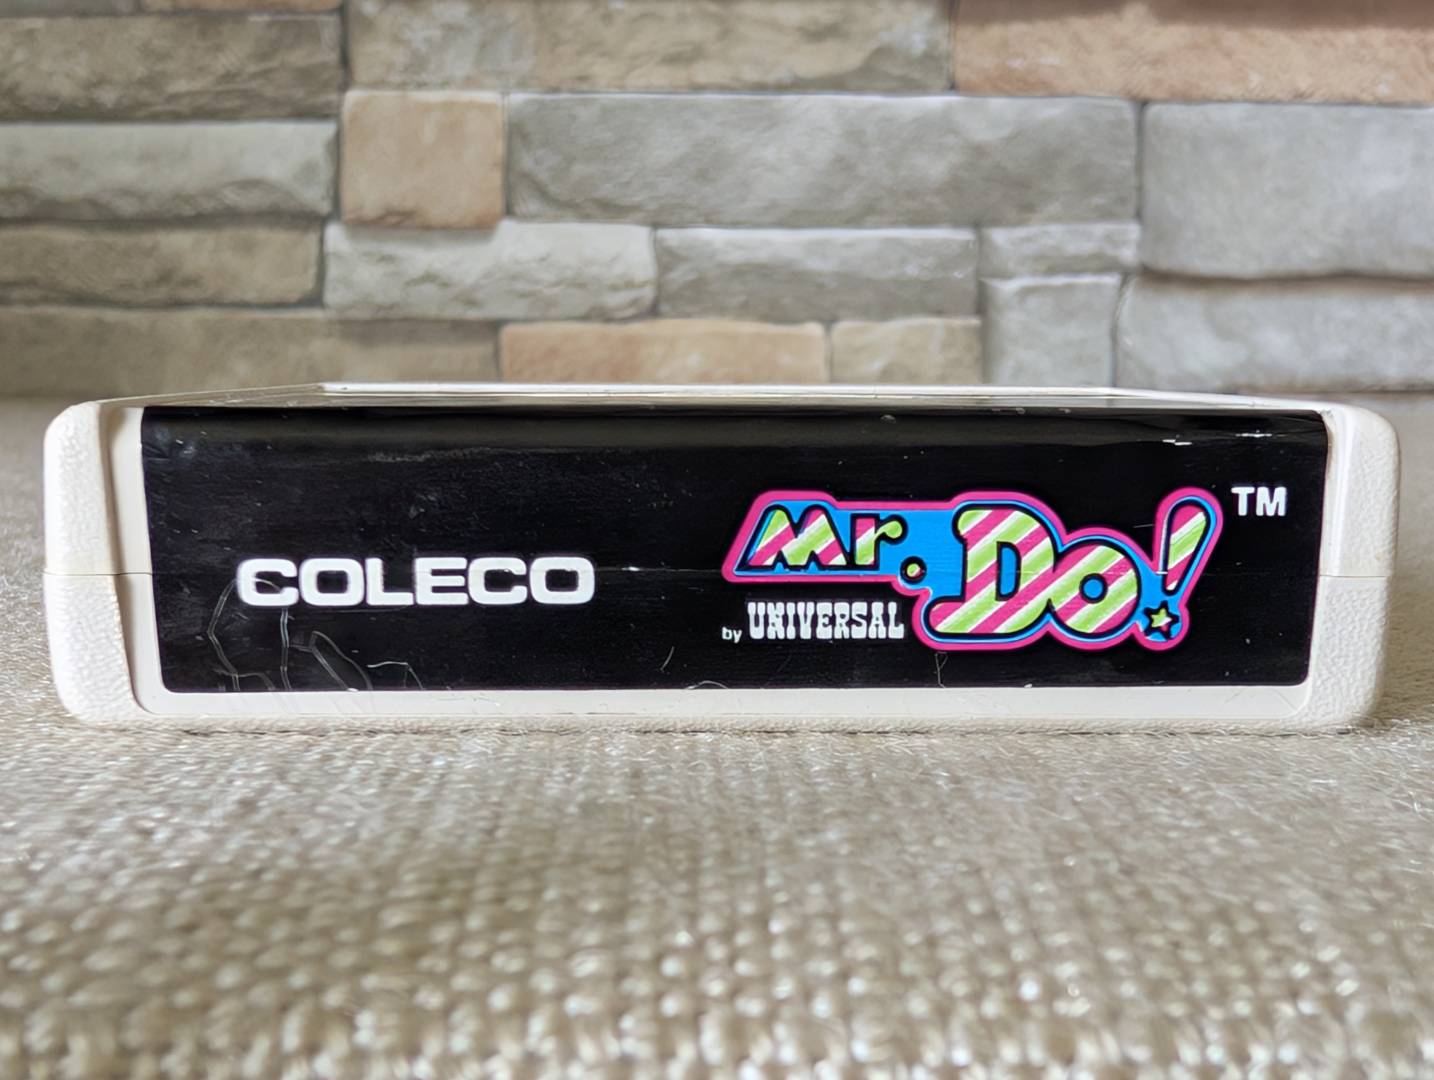 COLECO
Mr. Do! TM
by UNIVERSAL